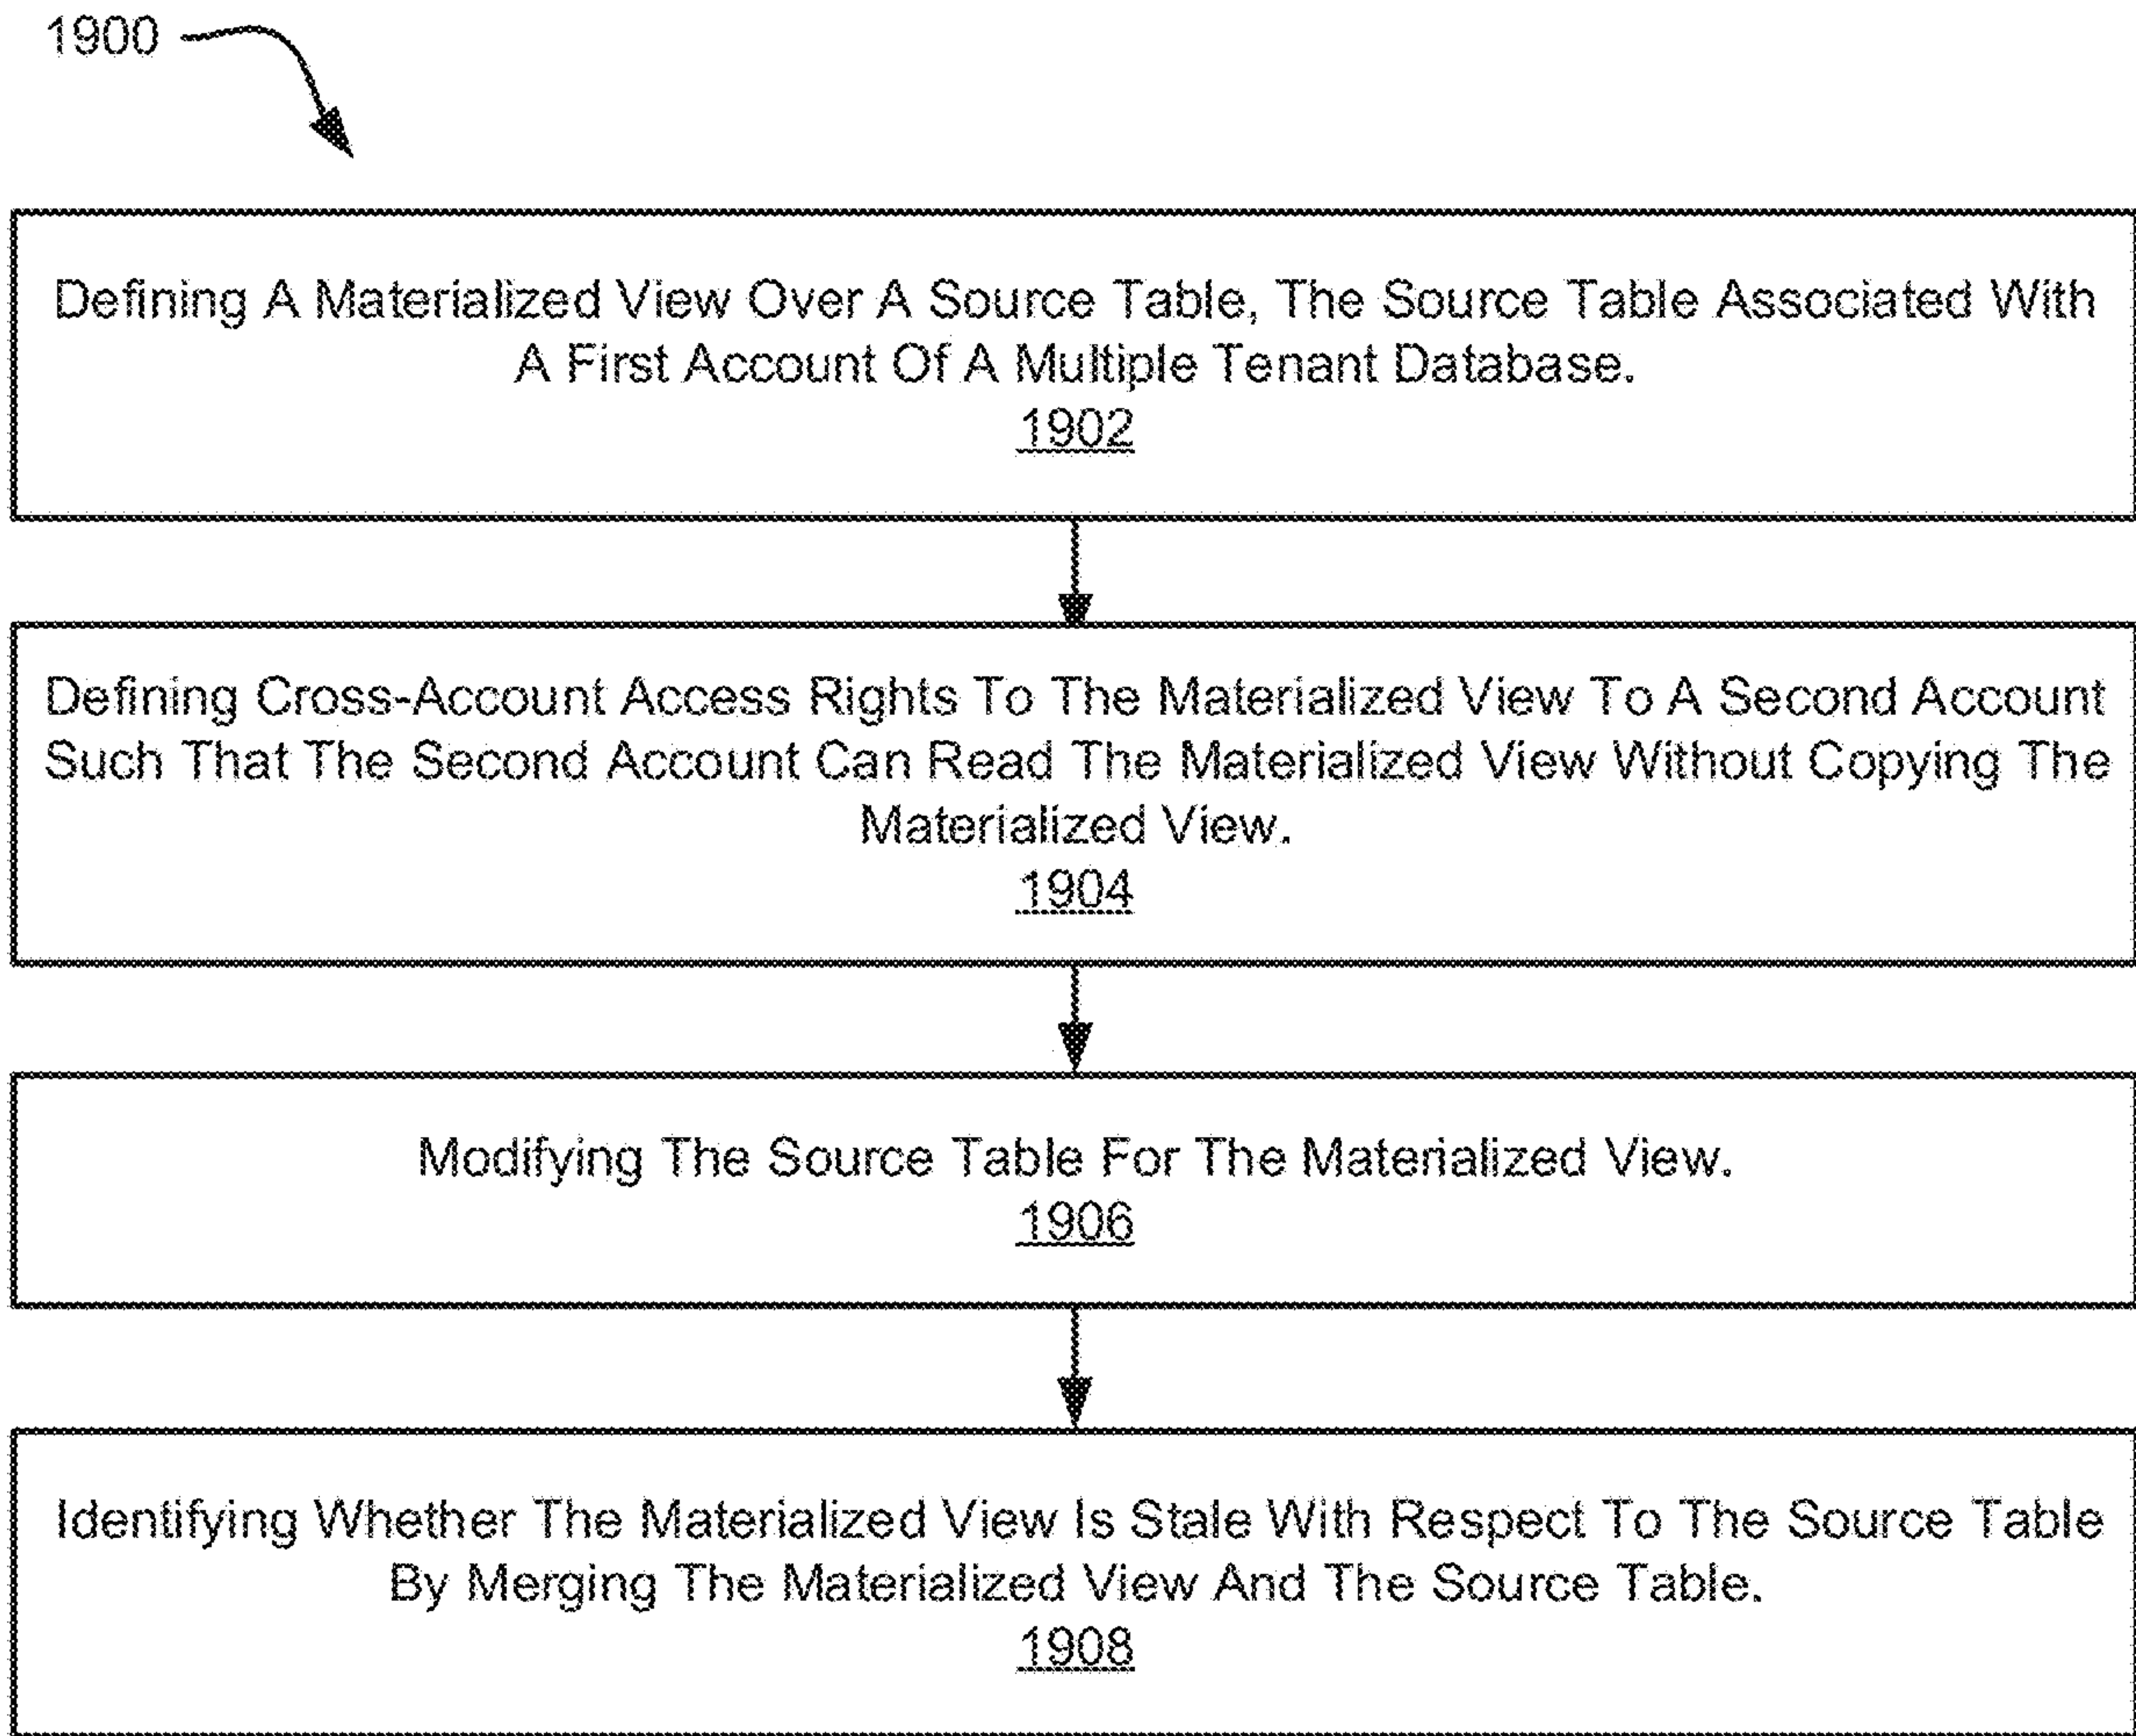 1900
Defining A Materialized View Over A Source Table, The Source Table Associated With
A First Account Of A Multiple Tenant Database.
1902
Defining Cross-Account Access Rights To The Materialized View To A Second Account
Such That The Second Account Can Read The Materialized View Without Copying The
Materialized View.
1904
Modifying The Source Table For The Materialized View.
1906
Identifying Whether The Materialized View Is Stale With Respect To The Source Table
By Merging The Materialized View And The Source Table.
1908